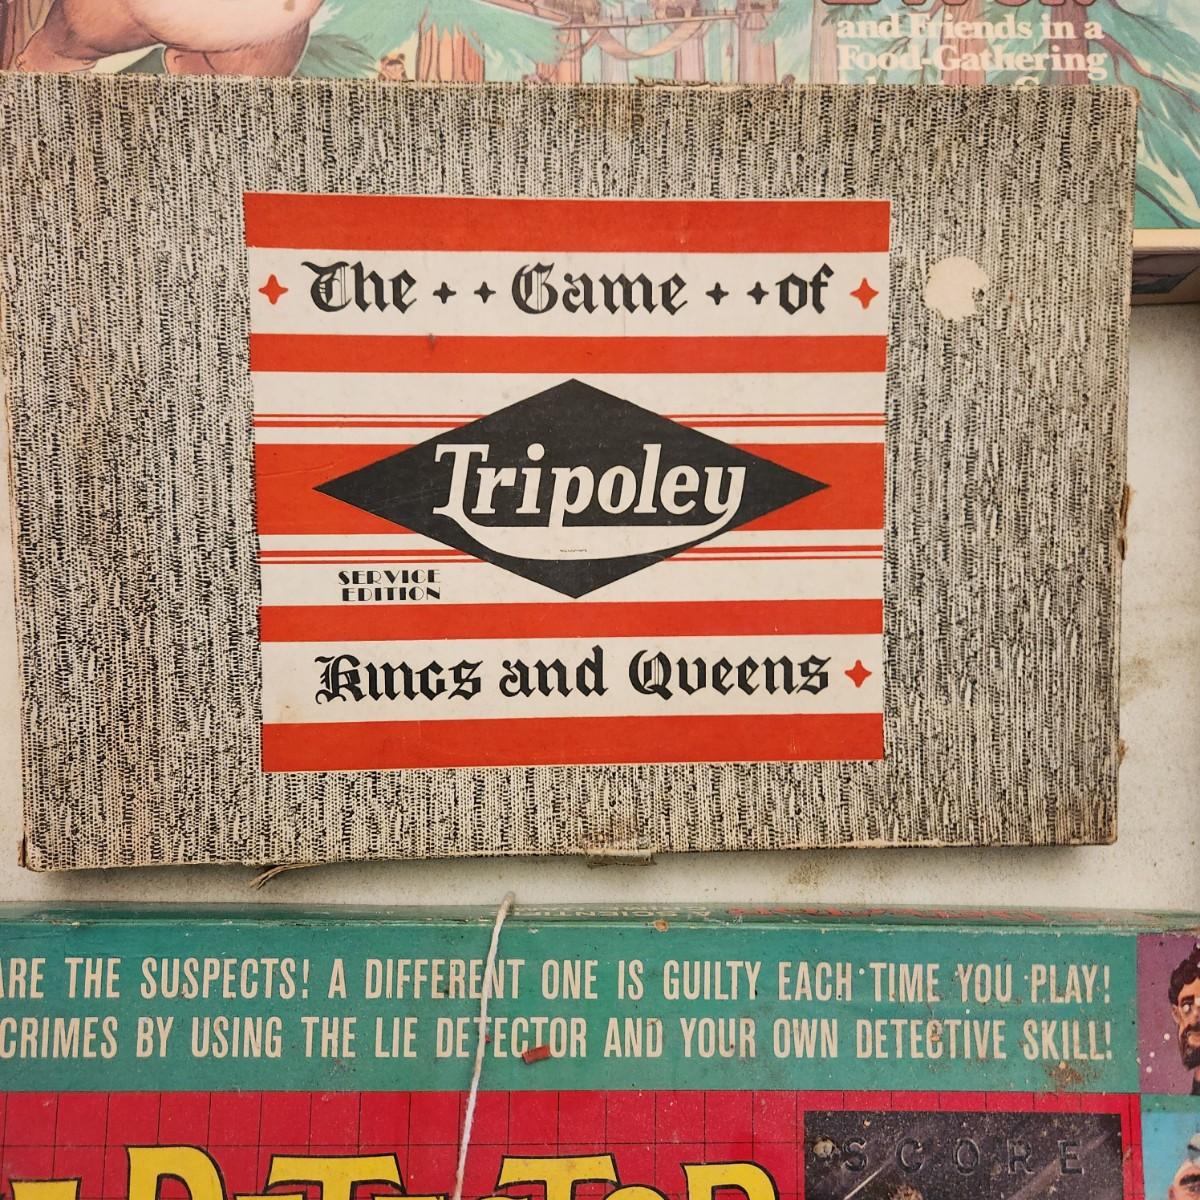 and Friends in a
Food-Gathering
The Game of
Tripoley
SERVICE
EDITION
Kings and Queens
ARE THE SUSPECTS! A DIFFERENT ONE IS GUILTY EACH TIME YOU PLAY!
CRIMES BY USING THE LIE DETECTOR AND YOUR OWN DETECTIVE SKILL!
SCORE
DETECTOR